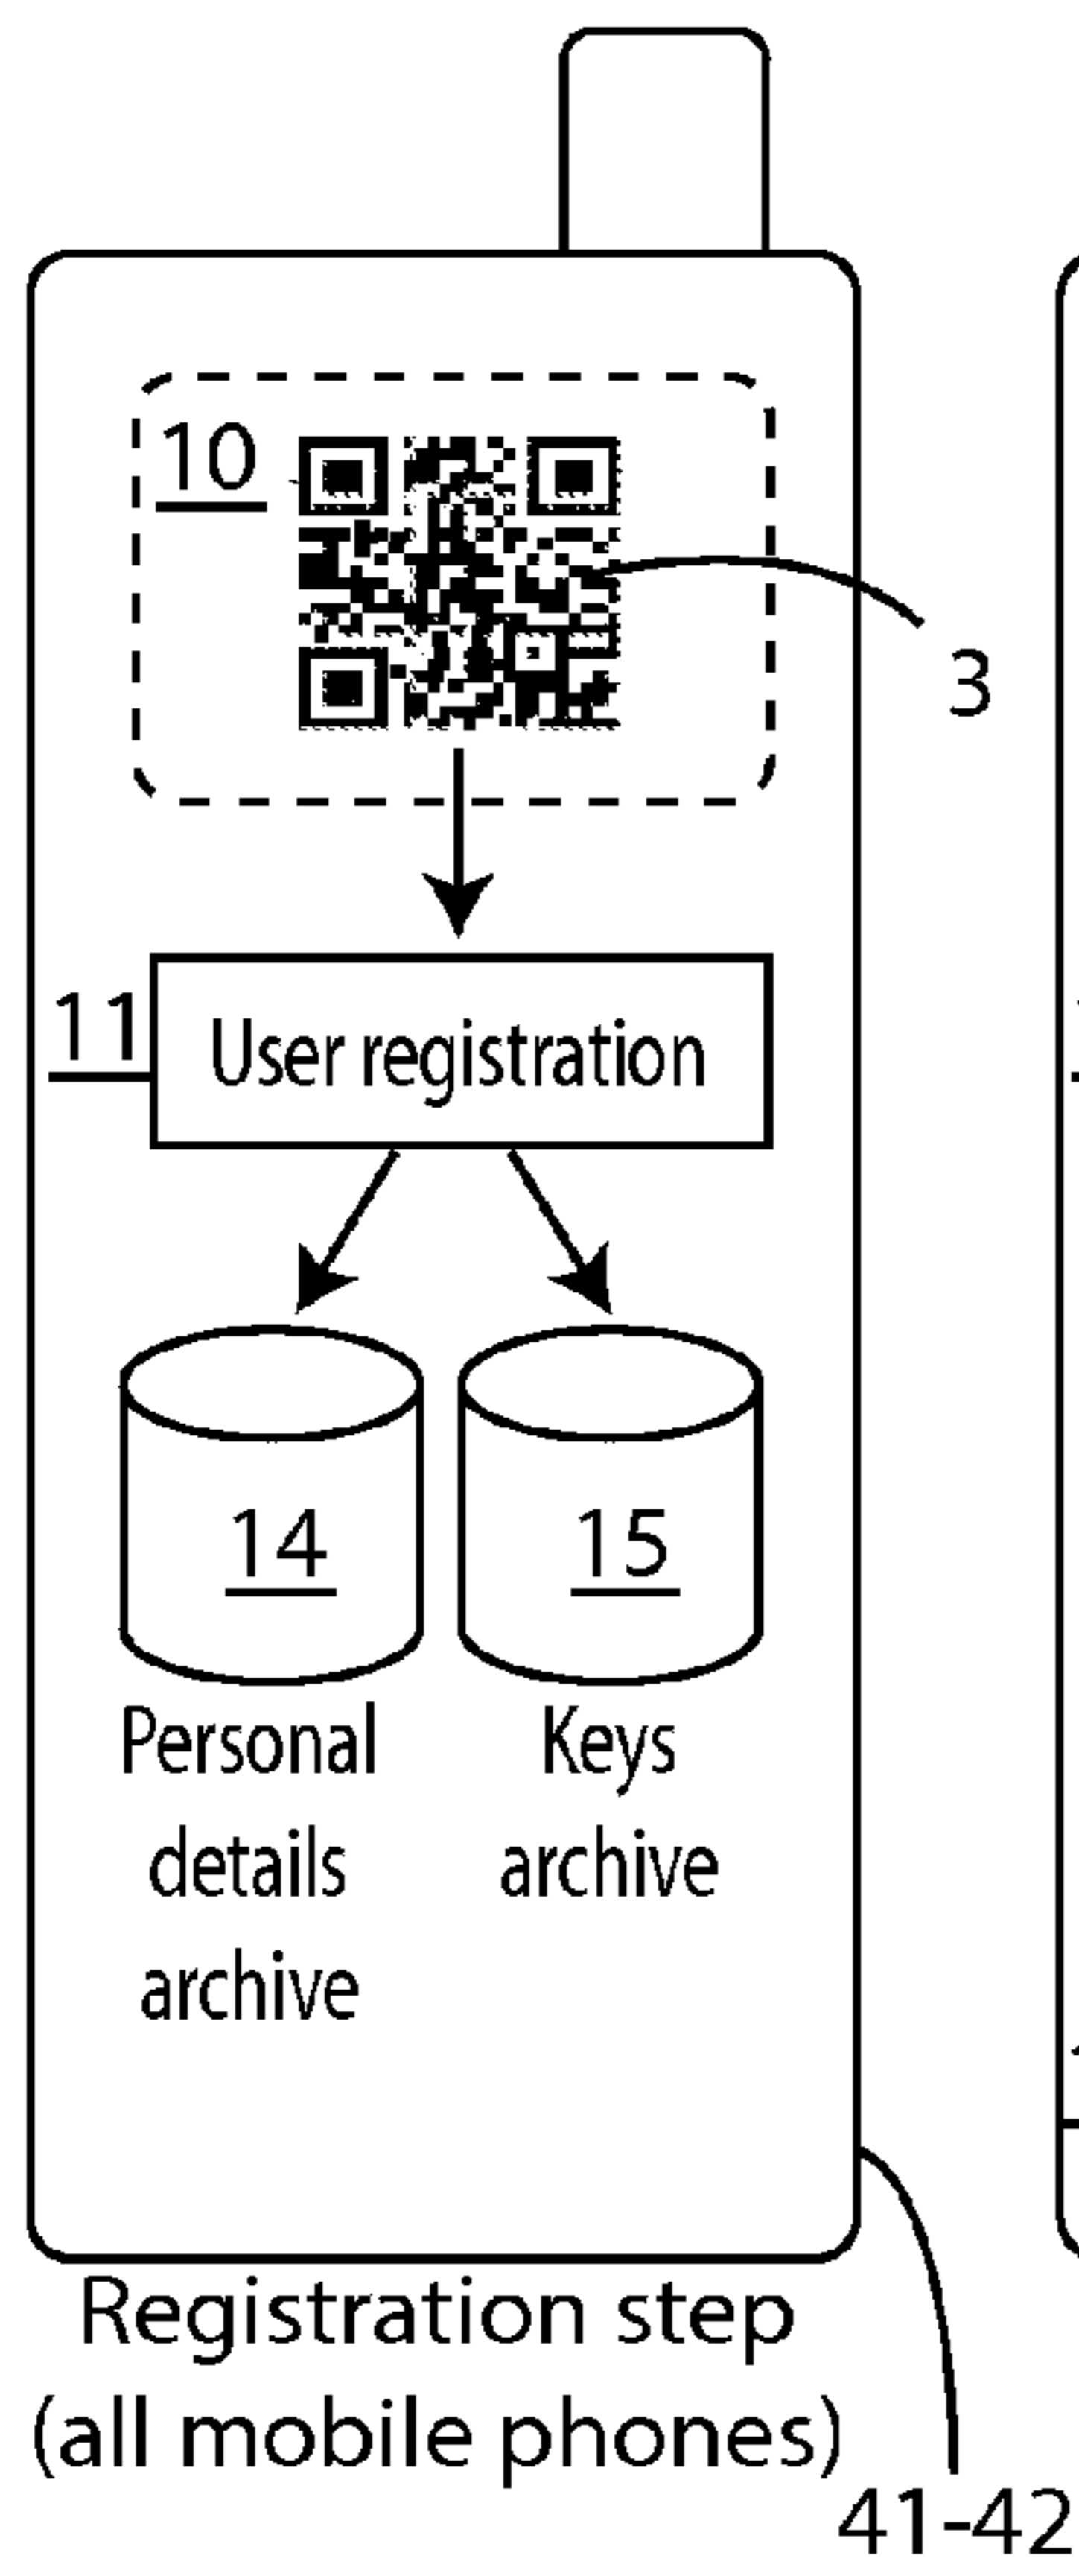 10
3
11
User registration
14
15
Personal
details
archive
Keys
archive
Registration step
(all mobile phones)
41-42